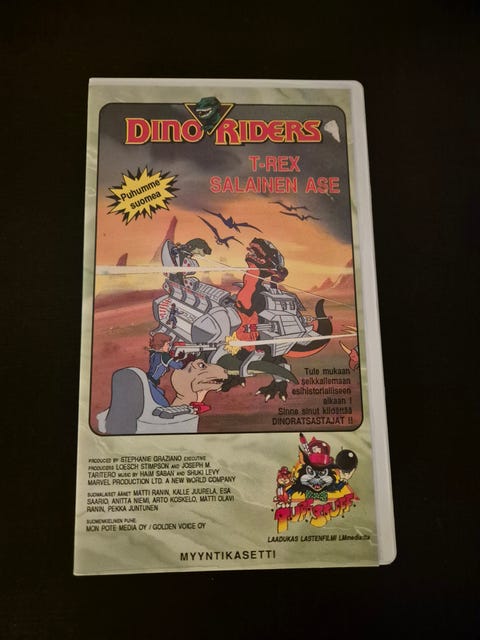 DINO RIDERS
T-REX
SALAINEN ASE
Puhumme
suomea
Tule mukaan
seikkailemaan
esihistorialliseen
aikaan !
Sinne sinut kiidättää
DINORATSASTAJAT !!
PRODUCED BY STEPHANIE GRAZIANO EXECUTIVE
PRODUCERS LOESCH STIMPSON AND JOSEPH M.
TARITERO MUSIC BY HAIM SABAN AND SHUKI LEVY
MARVEL PRODUCTION LTD. A NEW WORLD COMPANY
SUOMALAISET ÄÄNET MATTI RANIN, KALLE JUURELA, ESA
SAARIO, ANITTA NIEMI, ARTO KOSKELO, MATTI OLAVI
RANIN, PEKKA JUNTUNEN
SUOMENKIELINEN PUHE:
MON POTE MEDIA OY / GOLDEN VOICE OY
LAADUKAS LASTENFILMI LMmedialta
MYYNTIKASETTI